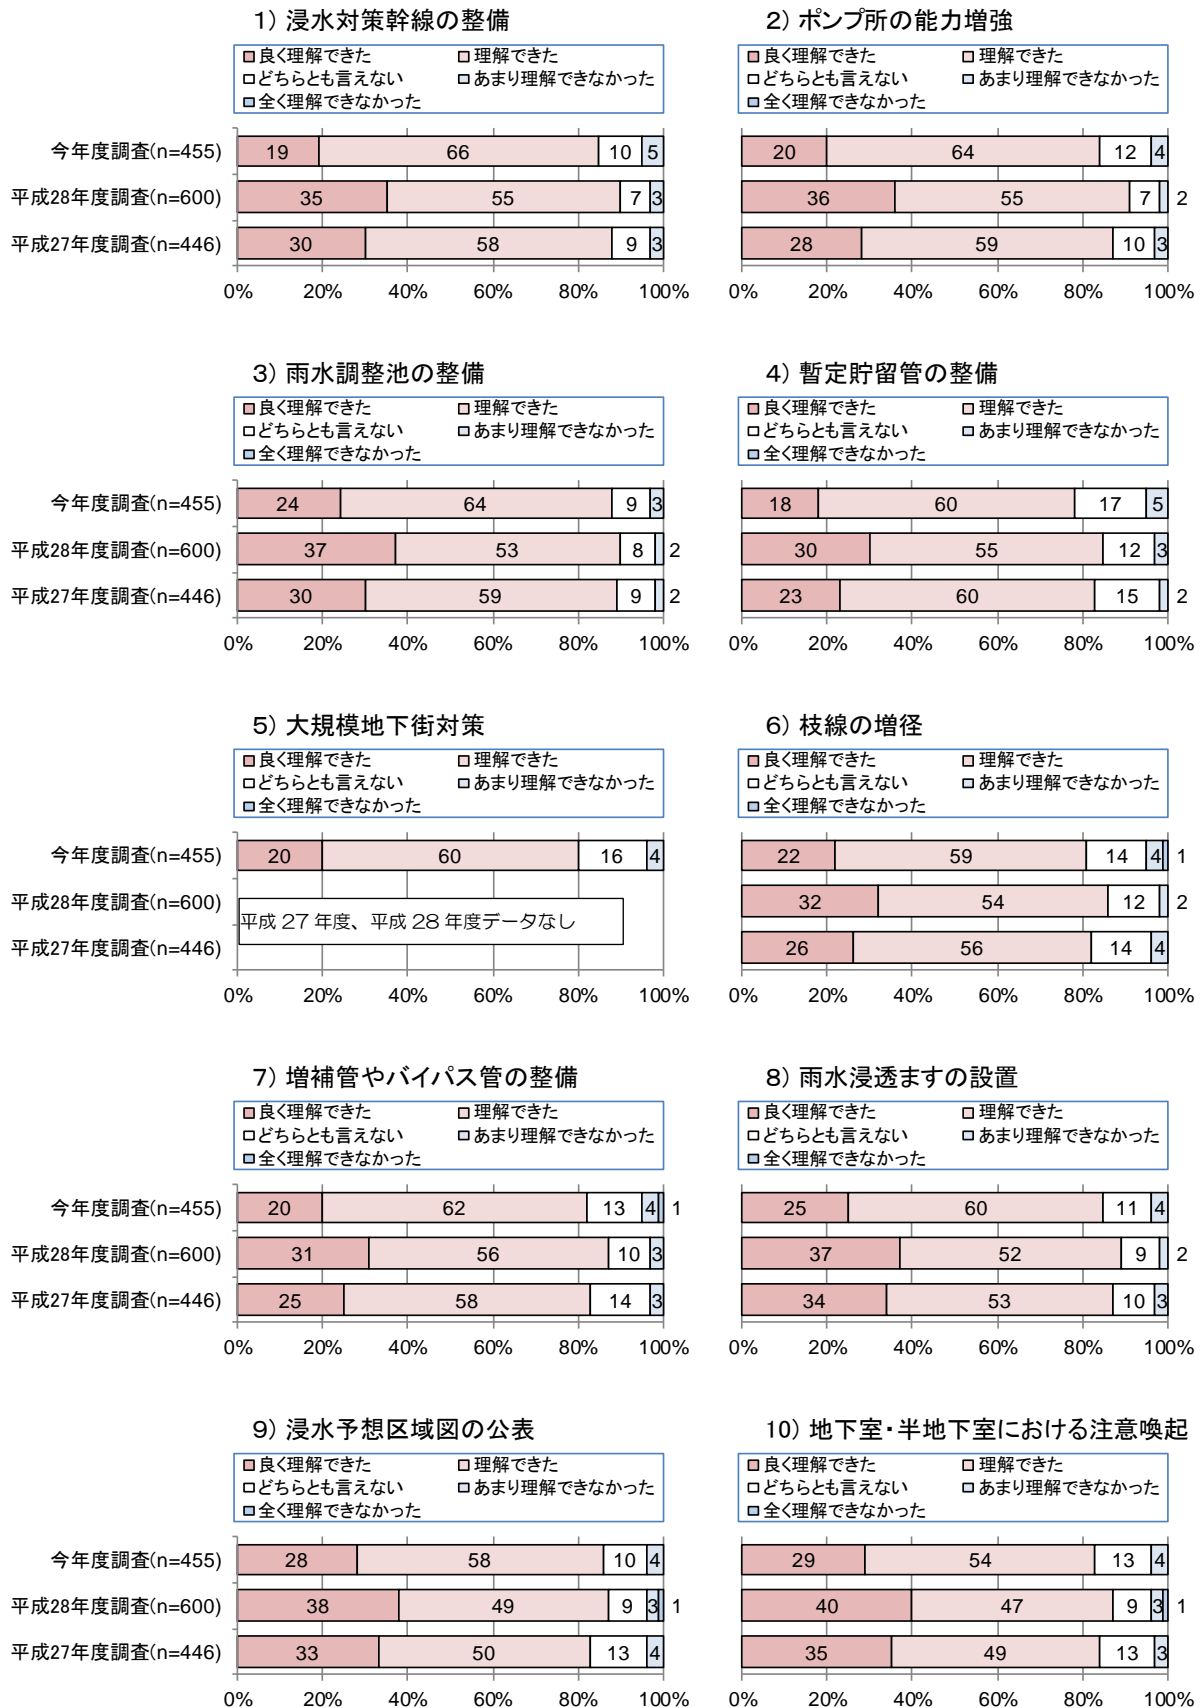 1）浸水対策幹線の整備
良く理解できた 理解できた
どちらとも言えない あまり理解できなかった
全く理解できなかった
今年度調査(n=455) 19 66 10 5
平成28年度調査(n=600) 35 55 7 3
平成27年度調査(n=446) 30 58 9 3
0% 20% 40% 60% 80% 100%
2）ポンプ所の能力増強
良く理解できた 理解できた
どちらとも言えない あまり理解できなかった
全く理解できなかった
20 64 12 4
36 55 7 2
28 59 10 3
0% 20% 40% 60% 80% 100%
3）雨水調整池の整備
良く理解できた 理解できた
どちらとも言えない あまり理解できなかった
全く理解できなかった
今年度調査(n=455) 24 64 9 3
平成28年度調査(n=600) 37 53 8 2
平成27年度調査(n=446) 30 59 9 2
0% 20% 40% 60% 80% 100%
4）暫定貯留管の整備
良く理解できた 理解できた
どちらとも言えない あまり理解できなかった
全く理解できなかった
18 60 17 5
30 55 12 3
23 60 15 2
0% 20% 40% 60% 80% 100%
5）大規模地下街対策
良く理解できた 理解できた
どちらとも言えない あまり理解できなかった
全く理解できなかった
今年度調査(n=455) 20 60 16 4
平成28年度調査(n=600)
平成 27 年度、平成 28 年度データなし
平成27年度調査(n=446)
0% 20% 40% 60% 80% 100%
6）枝線の増径
良く理解できた 理解できた
どちらとも言えない あまり理解できなかった
全く理解できなかった
22 59 14 4 1
32 54 12 2
26 56 14 4
0% 20% 40% 60% 80% 100%
7）増補管やバイパス管の整備
良く理解できた 理解できた
どちらとも言えない あまり理解できなかった
全く理解できなかった
今年度調査(n=455) 20 62 13 4 1
平成28年度調査(n=600) 31 56 10 3
平成27年度調査(n=446) 25 58 14 3
0% 20% 40% 60% 80% 100%
8）雨水浸透ますの設置
良く理解できた 理解できた
どちらとも言えない あまり理解できなかった
全く理解できなかった
25 60 11 4
37 52 9 2
34 53 10 3
0% 20% 40% 60% 80% 100%
9）浸水予想区域図の公表
良く理解できた 理解できた
どちらとも言えない あまり理解できなかった
全く理解できなかった
今年度調査(n=455) 28 58 10 4
平成28年度調査(n=600) 38 49 9 3 1
平成27年度調査(n=446) 33 50 13 4
0% 20% 40% 60% 80% 100%
10）地下室・半地下室における注意喚起
良く理解できた 理解できた
どちらとも言えない あまり理解できなかった
全く理解できなかった
29 54 13 4
40 47 9 3 1
35 49 13 3
0% 20% 40% 60% 80% 100%